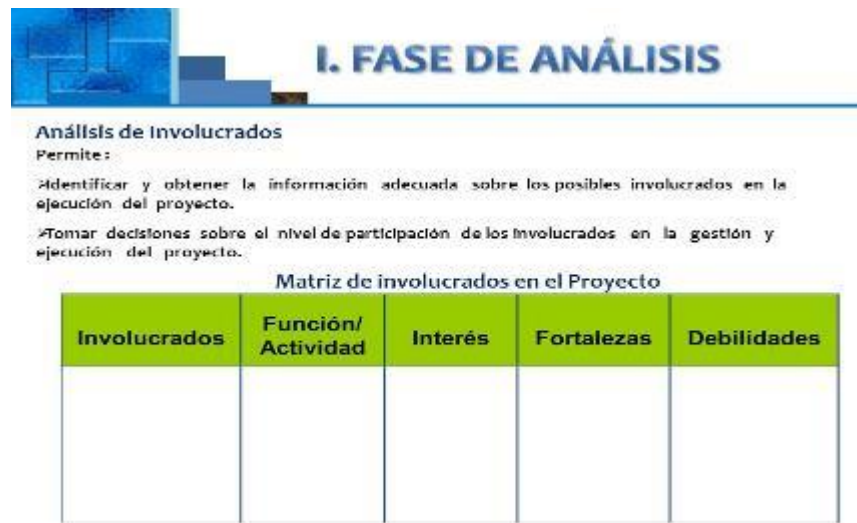 I. FASE DE ANÁLISIS
Análisis de Involucrados
Permite:
➢Identificar y obtener la información adecuada sobre los posibles involucrados en la
ejecución del proyecto.
➢Tomar decisiones sobre el nivel de participación de los involucrados en la gestión y
ejecución del proyecto.
Matriz de involucrados en el Proyecto
Involucrados
Función/
Actividad
Interés
Fortalezas
Debilidades